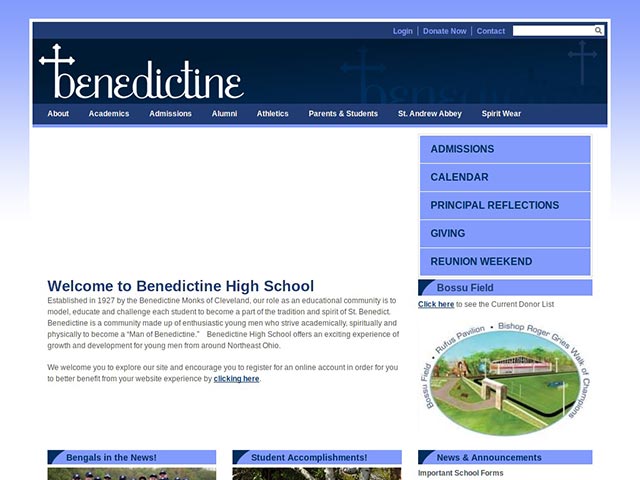 Login Donate Now Contact
benedictine
About Academics Admissions Alumni Athletics Parents & Students St. Andrew Abbey Spirit Wear
ADMISSIONS
CALENDAR
PRINCIPAL REFLECTIONS
GIVING
REUNION WEEKEND
Welcome to Benedictine High School
Established in 1927 by the Benedictine Monks of Cleveland, our role as an educational community is to
model, educate and challenge each student to become a part of the tradition and spirit of St. Benedict.
Benedictine is a community made up of enthusiastic young men who strive academically, spiritually and
physically to become a “Man of Benedictine.” Benedictine High School offers an exciting experience of
growth and development for young men from around Northeast Ohio.
We welcome you to explore our site and encourage you to register for an online account in order for you
to better benefit from your website experience by clicking here.
Bossu Field
Click here to see the Current Donor List
Bossu Field • Rufus Pavilion • Bishop Roger Gries Walk of Champions
Bengals in the News!
Student Accomplishments!
News & Announcements
Important School Forms